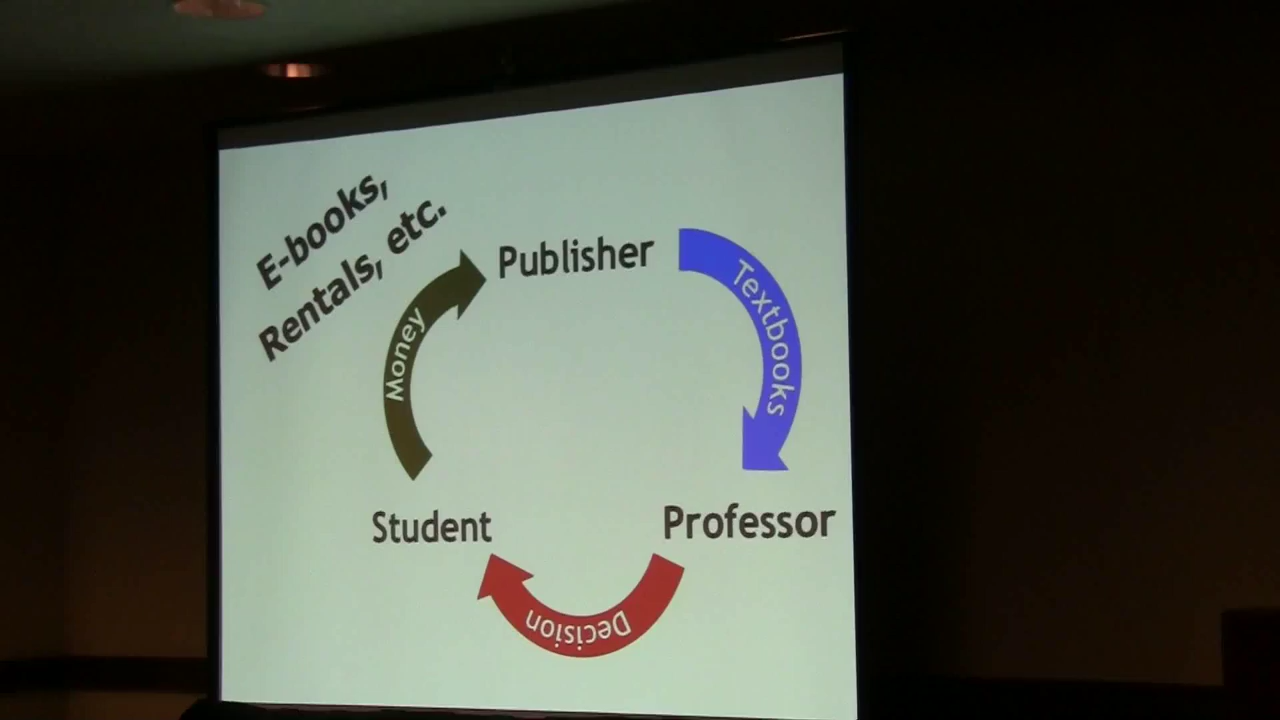 E-books,
Rentals, etc.
Publisher
Textbooks
Money
Student
Professor
Decision